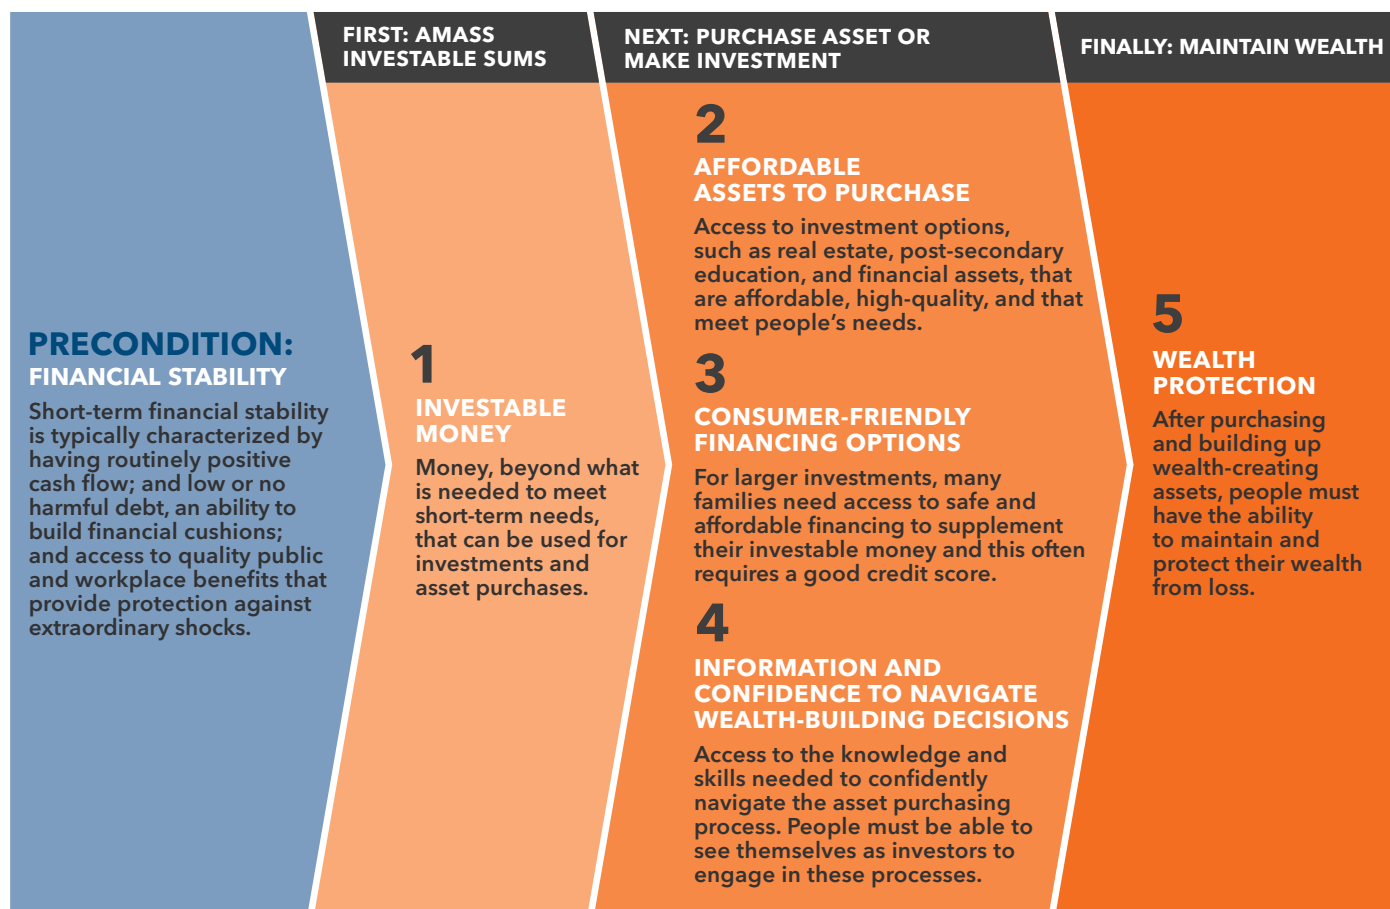 FIRST: AMASS
INVESTABLE SUMS
NEXT: PURCHASE ASSET OR
MAKE INVESTMENT
FINALLY: MAINTAIN WEALTH
PRECONDITION:
FINANCIAL STABILITY
Short-term financial stability
is typically characterized by
having routinely positive
cash flow; and low or no
harmful debt, an ability to
build financial cushions;
and access to quality public
and workplace benefits that
provide protection against
extraordinary shocks.
1
INVESTABLE
MONEY
Money, beyond what
is needed to meet
short-term needs,
that can be used for
investments and
asset purchases.
2
AFFORDABLE
ASSETS TO PURCHASE
Access to investment options,
such as real estate, post-secondary
education, and financial assets, that
are affordable, high-quality, and that
meet people’s needs.
3
CONSUMER-FRIENDLY
FINANCING OPTIONS
For larger investments, many
families need access to safe and
affordable financing to supplement
their investable money and this often
requires a good credit score.
4
INFORMATION AND
CONFIDENCE TO NAVIGATE
WEALTH-BUILDING DECISIONS
Access to the knowledge and
skills needed to confidently
navigate the asset purchasing
process. People must be able to
see themselves as investors to
engage in these processes.
5
WEALTH
PROTECTION
After purchasing
and building up
wealth-creating
assets, people must
have the ability
to maintain and
protect their wealth
from loss.